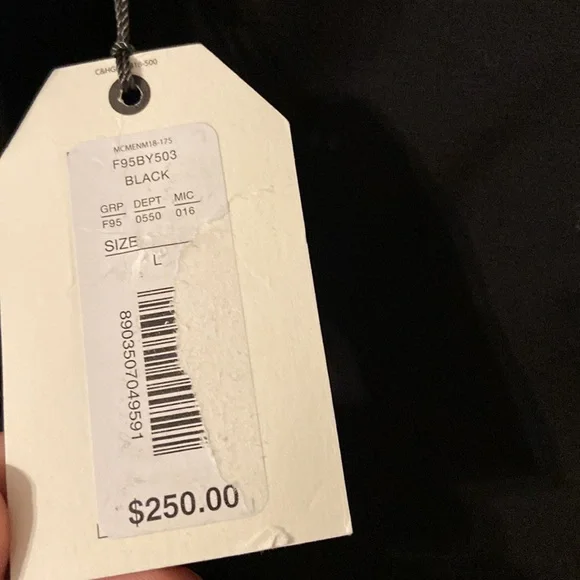 MCMENM18-175
F95BY503
BLACK
GRP DEPT MIC
F95 0550 016
SIZE
L
8903507049591
$250.00